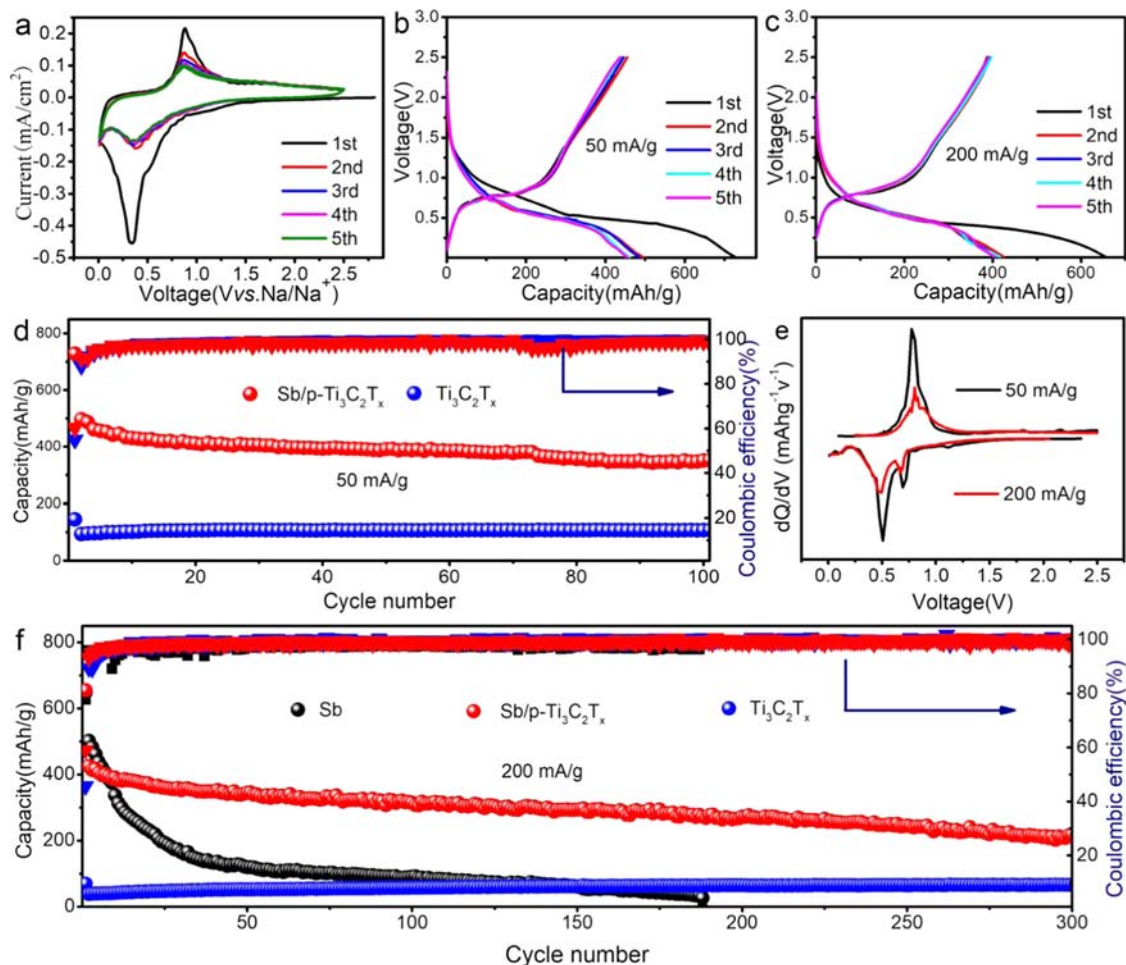 a
Current (mA/cm²)
0.2
0.1
0.0
-0.1
-0.2
-0.3
-0.4
-0.5
1st
2nd
3rd
4th
5th
0.0 0.5 1.0 1.5 2.0 2.5
Voltage(Vvs.Na/Na⁺)
b
Voltage(V)
3.0
2.5
2.0
1.5
1.0
0.5
1st
2nd
3rd
4th
5th
50 mA/g
0 200 400 600
Capacity(mAh/g)
c
Voltage(V)
3.0
2.5
2.0
1.5
1.0
0.5
1st
2nd
3rd
4th
5th
200 mA/g
0 200 400 600
Capacity(mAh/g)
d
Capacity(mAh/g)
800
700
600
500
400
300
200
100
0
Sb/p-Ti₃C₂Tₓ Ti₃C₂Tₓ
50 mA/g
100
80
60
40
20
Coulombic efficiency(%)
20 40 60 80 100
Cycle number
e
dQ/dV (mAhg⁻¹v⁻¹)
50 mA/g
200 mA/g
0.0 0.5 1.0 1.5 2.0 2.5
Voltage(V)
f
Capacity(mAh/g)
800
600
400
200
0
Sb Sb/p-Ti₃C₂Tₓ Ti₃C₂Tₓ
200 mA/g
100
80
60
40
20
Coulombic efficiency(%)
50 100 150 200 250 300
Cycle number